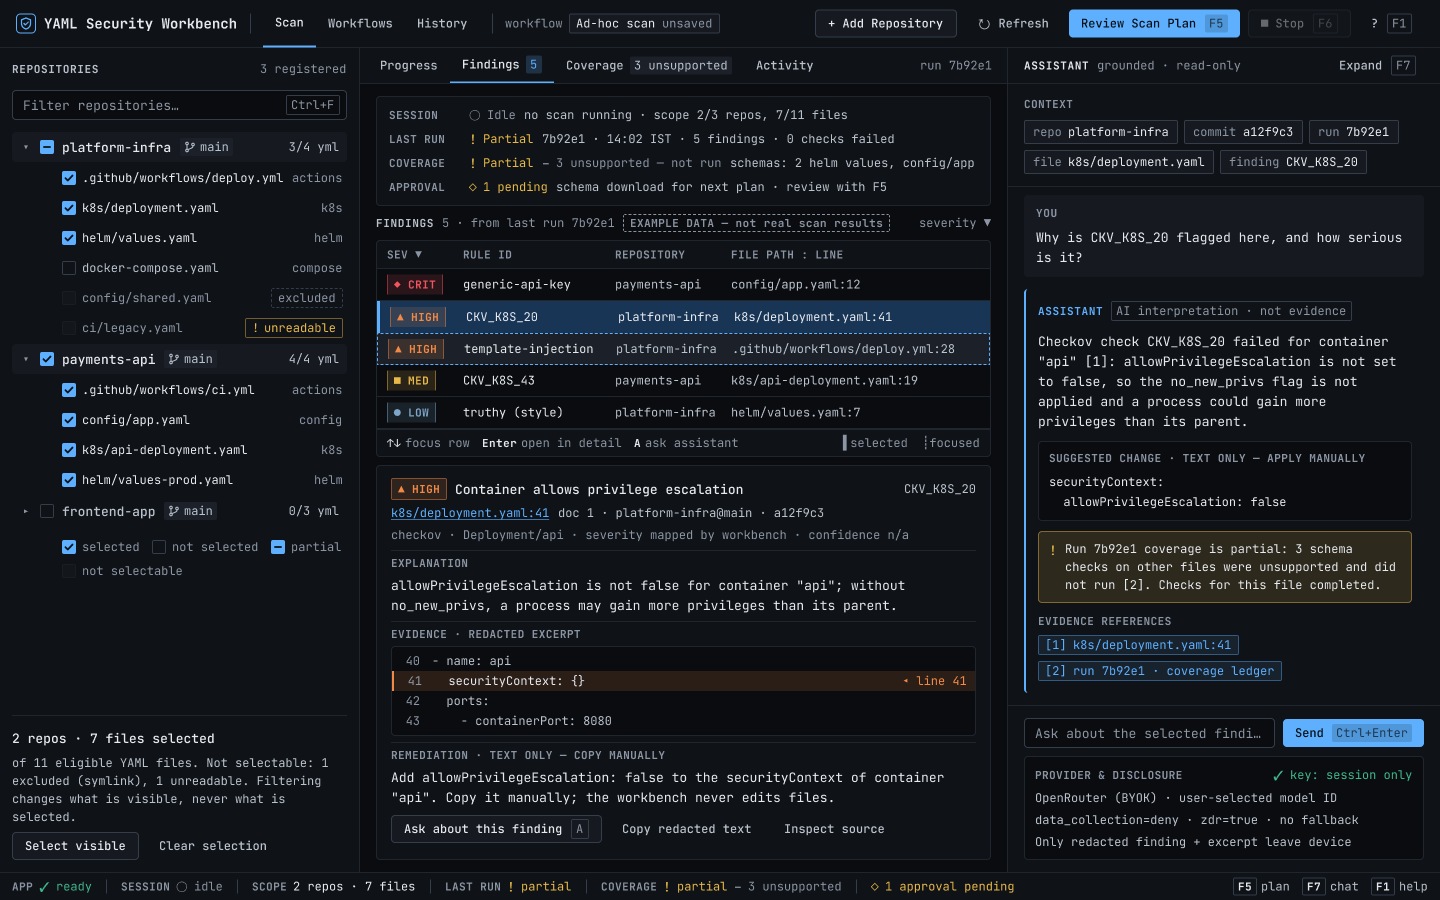 YAML Security Workbench
Scan Workflows History
workflow Ad-hoc scan unsaved
+ Add Repository Refresh Review Scan Plan F5 Stop F6 ? F1
REPOSITORIES 3 registered
Filter repositories… Ctrl+F
platform-infra main 3/4 yml
.github/workflows/deploy.yml actions
k8s/deployment.yaml k8s
helm/values.yaml helm
docker-compose.yaml compose
config/shared.yaml excluded
ci/legacy.yaml ! unreadable
payments-api main 4/4 yml
.github/workflows/ci.yml actions
config/app.yaml config
k8s/api-deployment.yaml k8s
helm/values-prod.yaml helm
frontend-app main 0/3 yml
selected not selected partial
not selectable
2 repos · 7 files selected
of 11 eligible YAML files. Not selectable: 1
excluded (symlink), 1 unreadable. Filtering
changes what is visible, never what is
selected.
Select visible Clear selection
Progress Findings 5 Coverage 3 unsupported Activity run 7b92e1
SESSION Idle no scan running · scope 2/3 repos, 7/11 files
LAST RUN ! Partial 7b92e1 · 14:02 IST · 5 findings · 0 checks failed
COVERAGE ! Partial – 3 unsupported — not run schemas: 2 helm values, config/app
APPROVAL ◇ 1 pending schema download for next plan · review with F5
FINDINGS 5 · from last run 7b92e1 EXAMPLE DATA — not real scan results severity ▼
SEV ▼ RULE ID REPOSITORY FILE PATH : LINE
◆ CRIT generic-api-key payments-api config/app.yaml:12
▲ HIGH CKV_K8S_20 platform-infra k8s/deployment.yaml:41
▲ HIGH template-injection platform-infra .github/workflows/deploy.yml:28
■ MED CKV_K8S_43 payments-api k8s/api-deployment.yaml:19
● LOW truthy (style) platform-infra helm/values.yaml:7
↑↓ focus row Enter open in detail A ask assistant selected focused
▲ HIGH Container allows privilege escalation CKV_K8S_20
k8s/deployment.yaml:41 doc 1 · platform-infra@main · a12f9c3
checkov · Deployment/api · severity mapped by workbench · confidence n/a
EXPLANATION
allowPrivilegeEscalation is not false for container "api"; without
no_new_privs, a process may gain more privileges than its parent.
EVIDENCE · REDACTED EXCERPT
40 - name: api
41 securityContext: {} ◂ line 41
42 ports:
43 - containerPort: 8080
REMEDIATION · TEXT ONLY — COPY MANUALLY
Add allowPrivilegeEscalation: false to the securityContext of container
"api". Copy it manually; the workbench never edits files.
Ask about this finding A Copy redacted text Inspect source
ASSISTANT grounded · read-only Expand F7
CONTEXT
repo platform-infra commit a12f9c3 run 7b92e1
file k8s/deployment.yaml finding CKV_K8S_20
YOU
Why is CKV_K8S_20 flagged here, and how serious
is it?
ASSISTANT AI interpretation · not evidence
Checkov check CKV_K8S_20 failed for container
"api" [1]: allowPrivilegeEscalation is not set
to false, so the no_new_privs flag is not
applied and a process could gain more
privileges than its parent.
SUGGESTED CHANGE · TEXT ONLY — APPLY MANUALLY
securityContext:
allowPrivilegeEscalation: false
! Run 7b92e1 coverage is partial: 3 schema
checks on other files were unsupported and did
not run [2]. Checks for this file completed.
EVIDENCE REFERENCES
[1] k8s/deployment.yaml:41
[2] run 7b92e1 · coverage ledger
Ask about the selected findi… Send Ctrl+Enter
PROVIDER & DISCLOSURE ✓ key: session only
OpenRouter (BYOK) · user-selected model ID
data_collection=deny · zdr=true · no fallback
Only redacted finding + excerpt leave device
APP ✓ ready SESSION idle SCOPE 2 repos · 7 files LAST RUN ! partial COVERAGE ! partial – 3 unsupported ◇ 1 approval pending F5 plan F7 chat F1 help